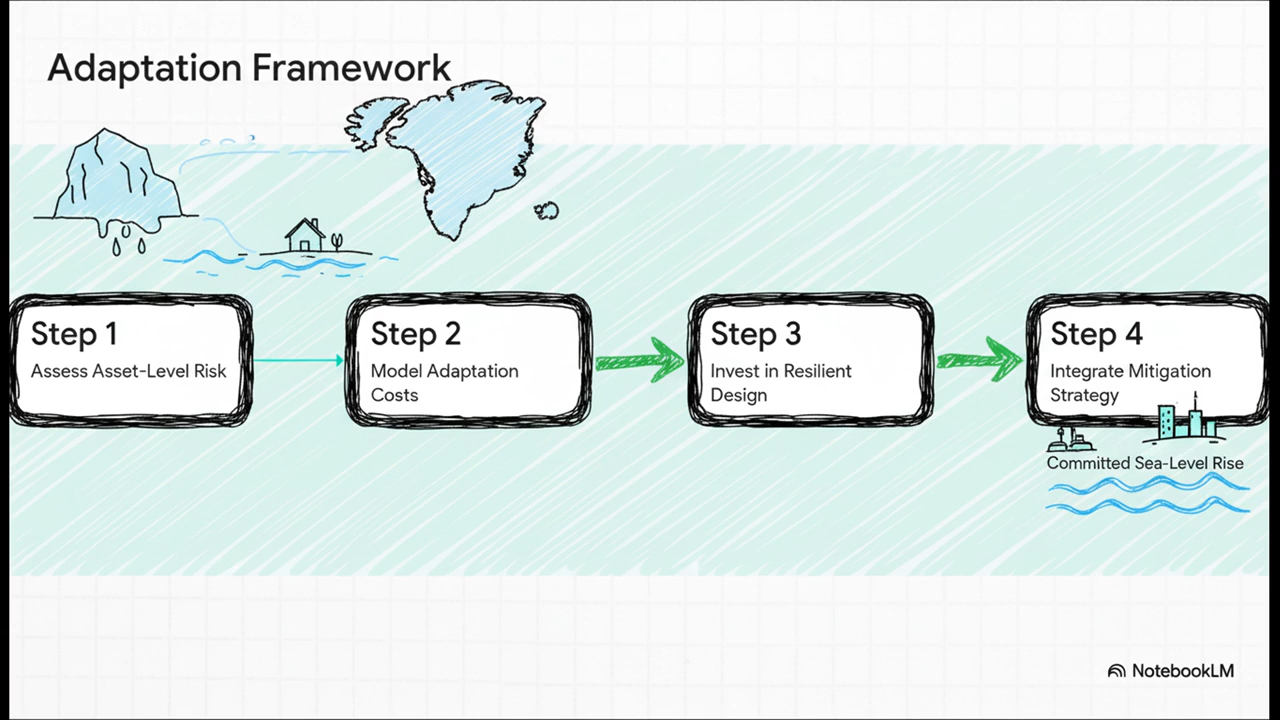 Adaptation Framework
Step 1
Assess Asset-Level Risk
Step 2
Model Adaptation
Costs
Step 3
Invest in Resilient
Design
Step 4
Integrate Mitigation
Strategy
Committed Sea-Level Rise
NotebookLM